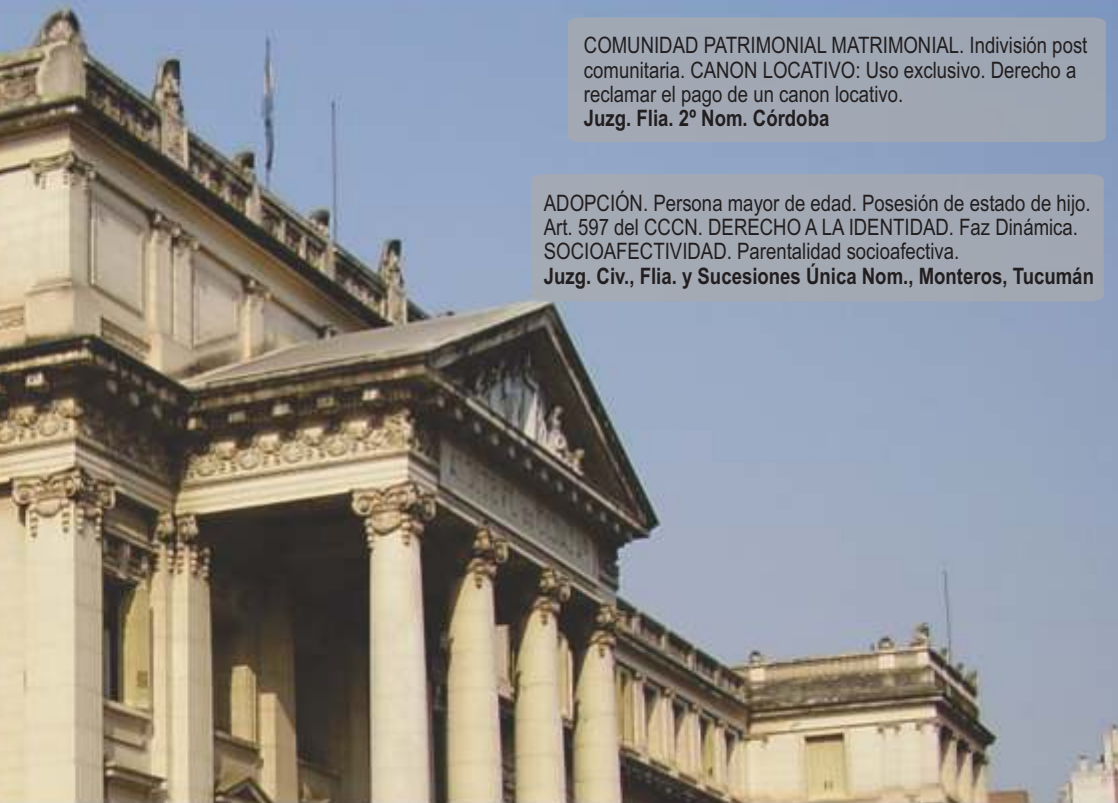 COMUNIDAD PATRIMONIAL MATRIMONIAL. Indivisión post
comunitaria. CANON LOCATIVO: Uso exclusivo. Derecho a
reclamar el pago de un canon locativo.
Juzg. Flia. 2º Nom. Córdoba
ADOPCIÓN. Persona mayor de edad. Posesión de estado de hijo.
Art. 597 del CCCN. DERECHO A LA IDENTIDAD. Faz Dinámica.
SOCIOAFECTIVIDAD. Parentalidad socioafectiva.
Juzg. Civ., Flia. y Sucesiones Única Nom., Monteros, Tucumán